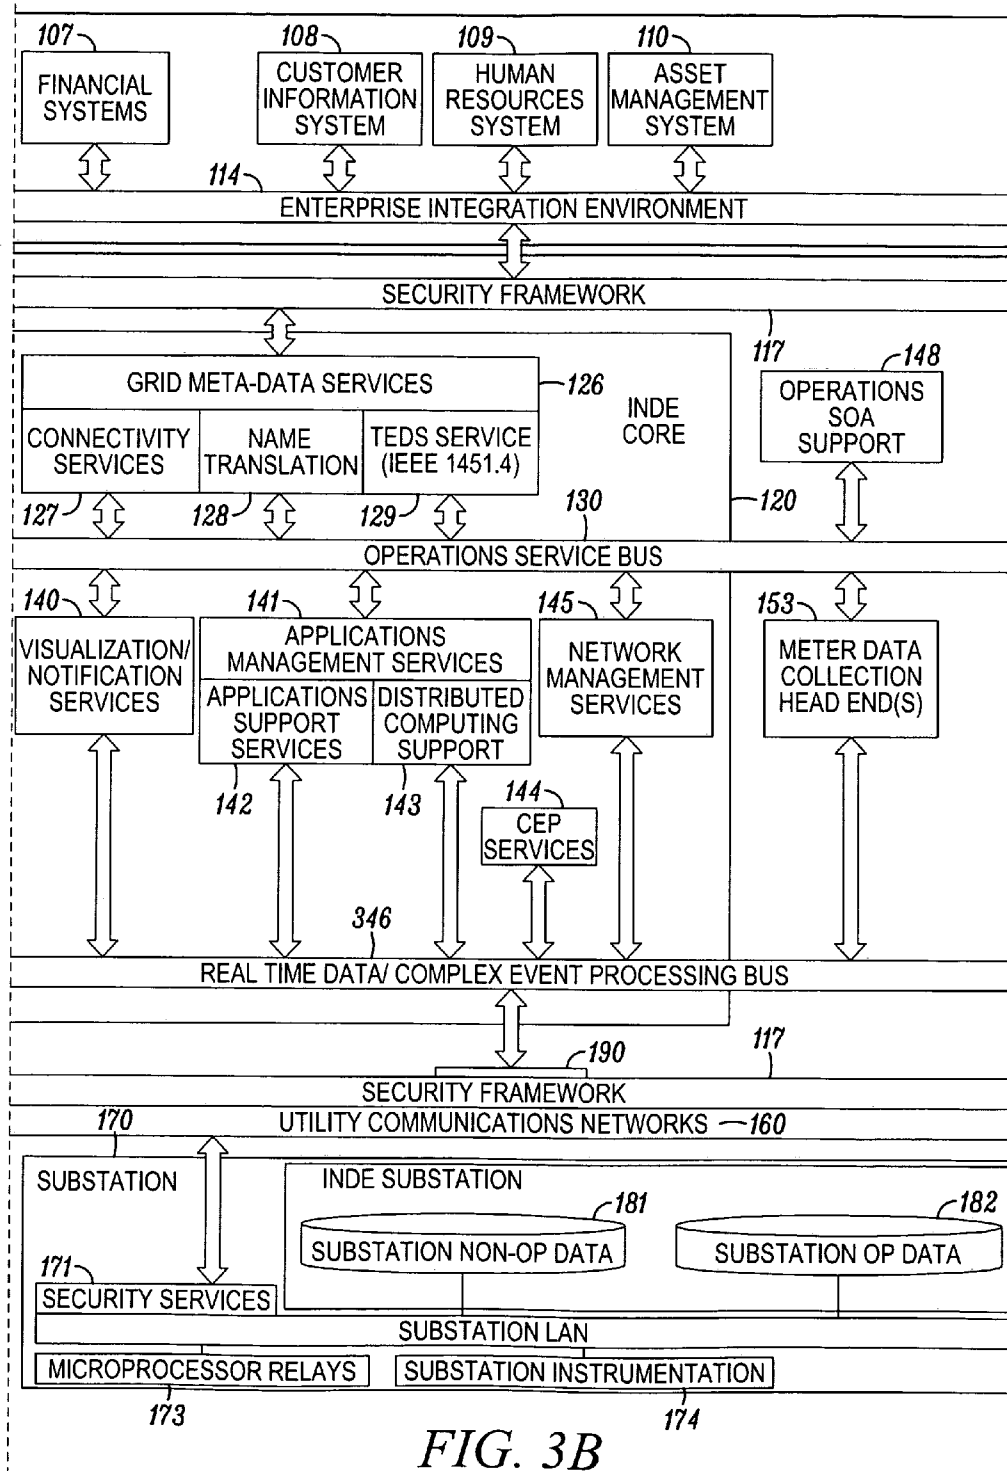 107
108
109
110
FINANCIAL
SYSTEMS
CUSTOMER
INFORMATION
SYSTEM
HUMAN
RESOURCES
SYSTEM
ASSET
MANAGEMENT
SYSTEM
114
ENTERPRISE INTEGRATION ENVIRONMENT
SECURITY FRAMEWORK
117
GRID META-DATA SERVICES
126
CONNECTIVITY
SERVICES
NAME
TRANSLATION
TEDS SERVICE
(IEEE 1451.4)
127
128
129
INDE
CORE
148
OPERATIONS
SOA
SUPPORT
120
130
OPERATIONS SERVICE BUS
140
VISUALIZATION/
NOTIFICATION
SERVICES
141
APPLICATIONS
MANAGEMENT SERVICES
APPLICATIONS
SUPPORT
SERVICES
DISTRIBUTED
COMPUTING
SUPPORT
142
143
145
NETWORK
MANAGEMENT
SERVICES
153
METER DATA
COLLECTION
HEAD END(S)
144
CEP
SERVICES
346
REAL TIME DATA/ COMPLEX EVENT PROCESSING BUS
190
117
SECURITY FRAMEWORK
UTILITY COMMUNICATIONS NETWORKS
160
170
SUBSTATION
INDE SUBSTATION
181
SUBSTATION NON-OP DATA
182
SUBSTATION OP DATA
171
SECURITY SERVICES
SUBSTATION LAN
MICROPROCESSOR RELAYS
SUBSTATION INSTRUMENTATION
173
174
FIG. 3B